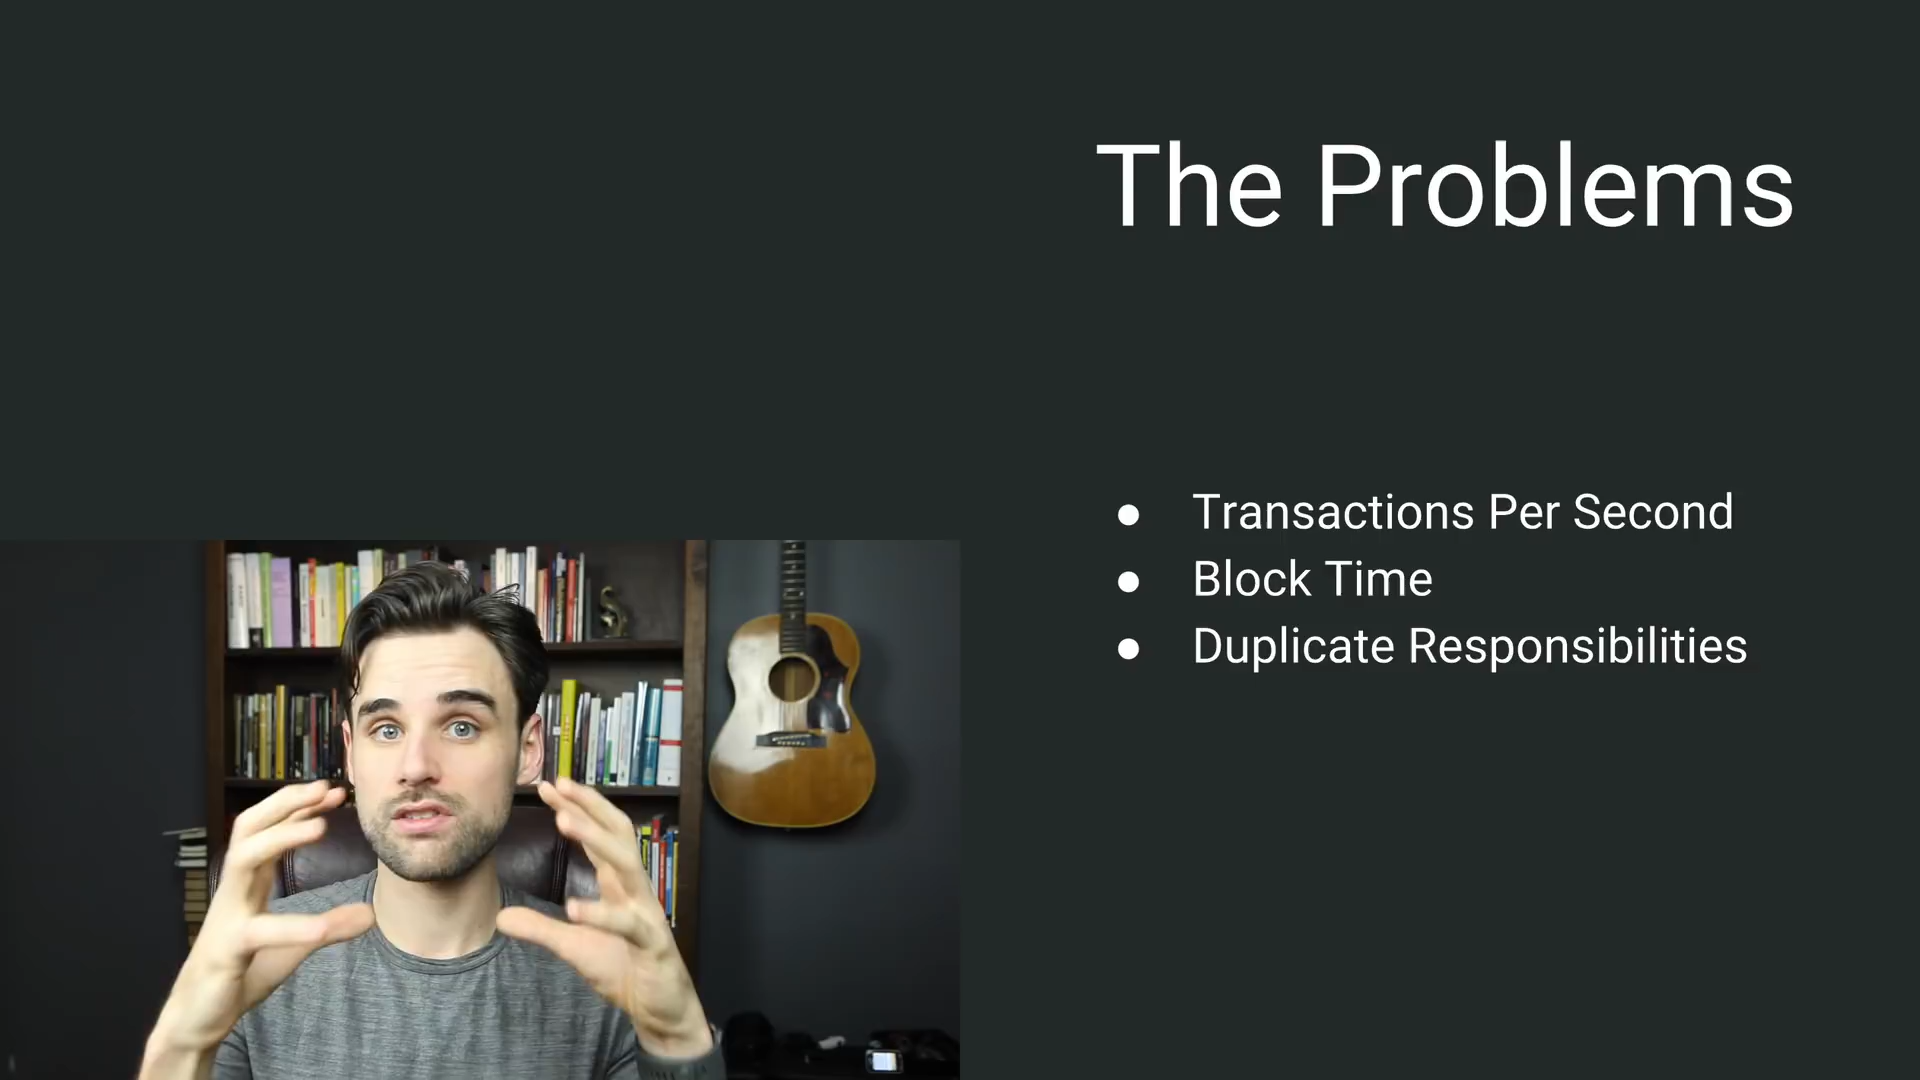 The Problems
● Transactions Per Second
● Block Time
● Duplicate Responsibilities